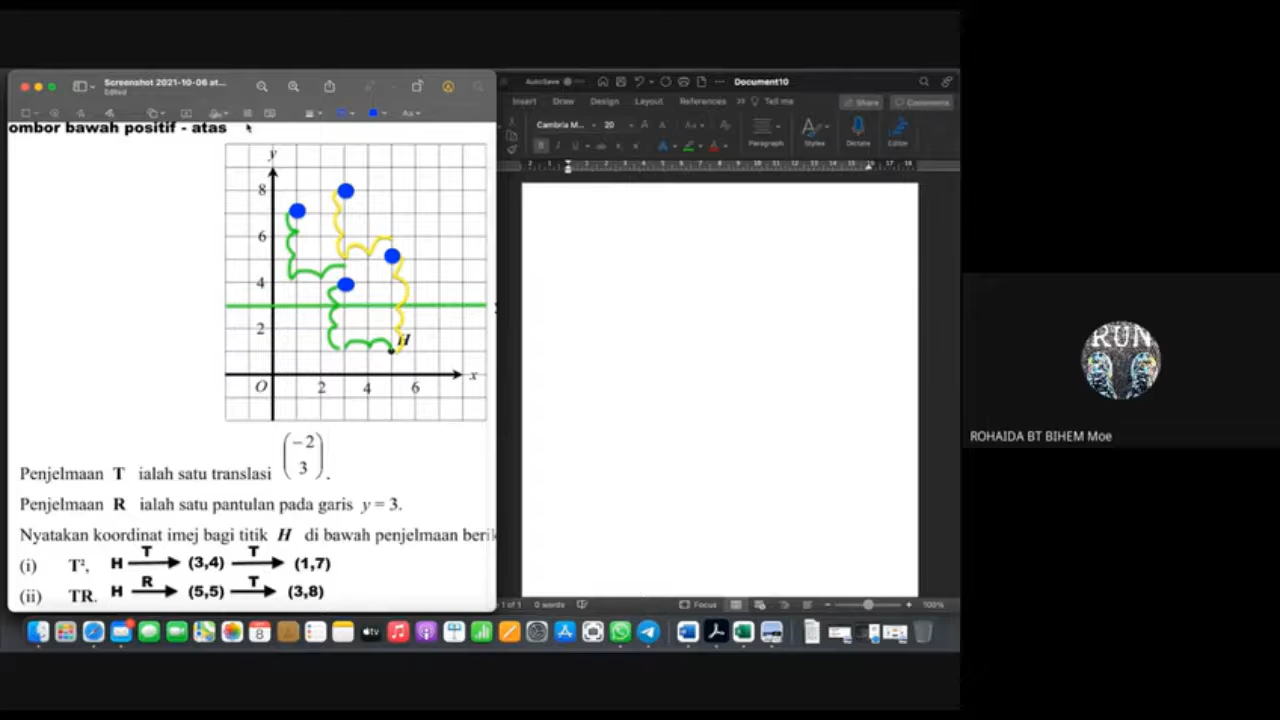 Screenshot 2021-10-06 at...
Edited
ombor bawah positif - atas
y
8
6
4
2
H
O
2
4
6
x
(-2
3)
Penjelmaan T ialah satu translasi .
Penjelmaan R ialah satu pantulan pada garis y = 3.
Nyatakan koordinat imej bagi titik H di bawah penjelmaan beri
(i) T², H T (3,4) T (1,7)
(ii) TR. H R (5,5) T (3,8)
AutoSave
Document10
Insert Draw Design Layout References Tell me Share Comments
Cambria M... 20
Paragraph Styles Dictate Editor
1 of 1 0 words Focus 100%
tv
8
RUN
ROHAIDA BT BIHEM Moe